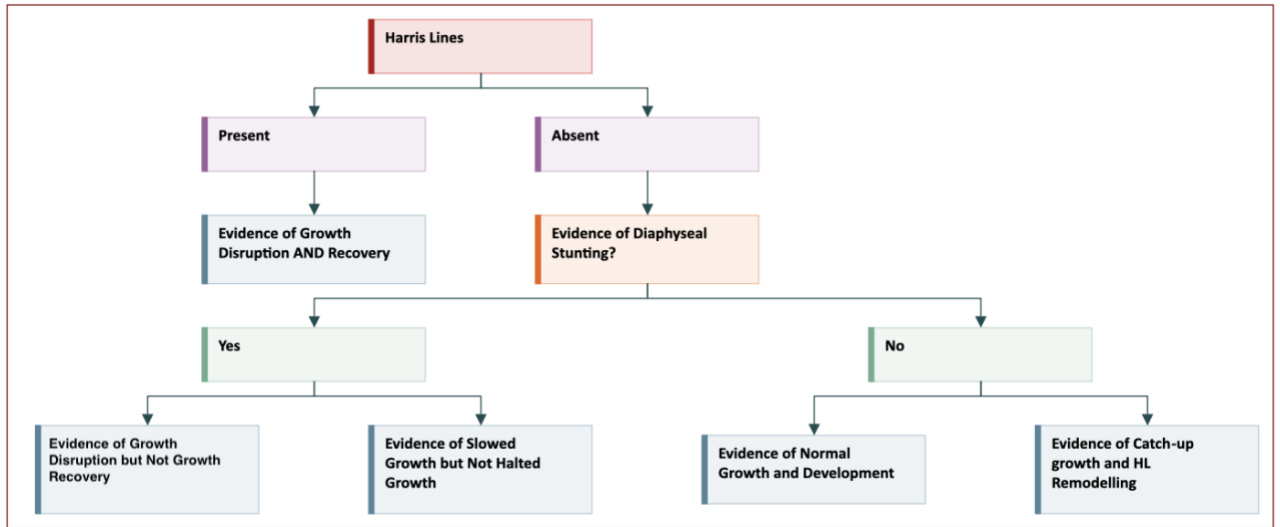 Harris Lines
Present
Absent
Evidence of Growth
Disruption AND Recovery
Evidence of Diaphyseal
Stunting?
Yes
No
Evidence of Growth
Disruption but Not Growth
Recovery
Evidence of Slowed
Growth but Not Halted
Growth
Evidence of Normal
Growth and Development
Evidence of Catch-up
growth and HL
Remodelling